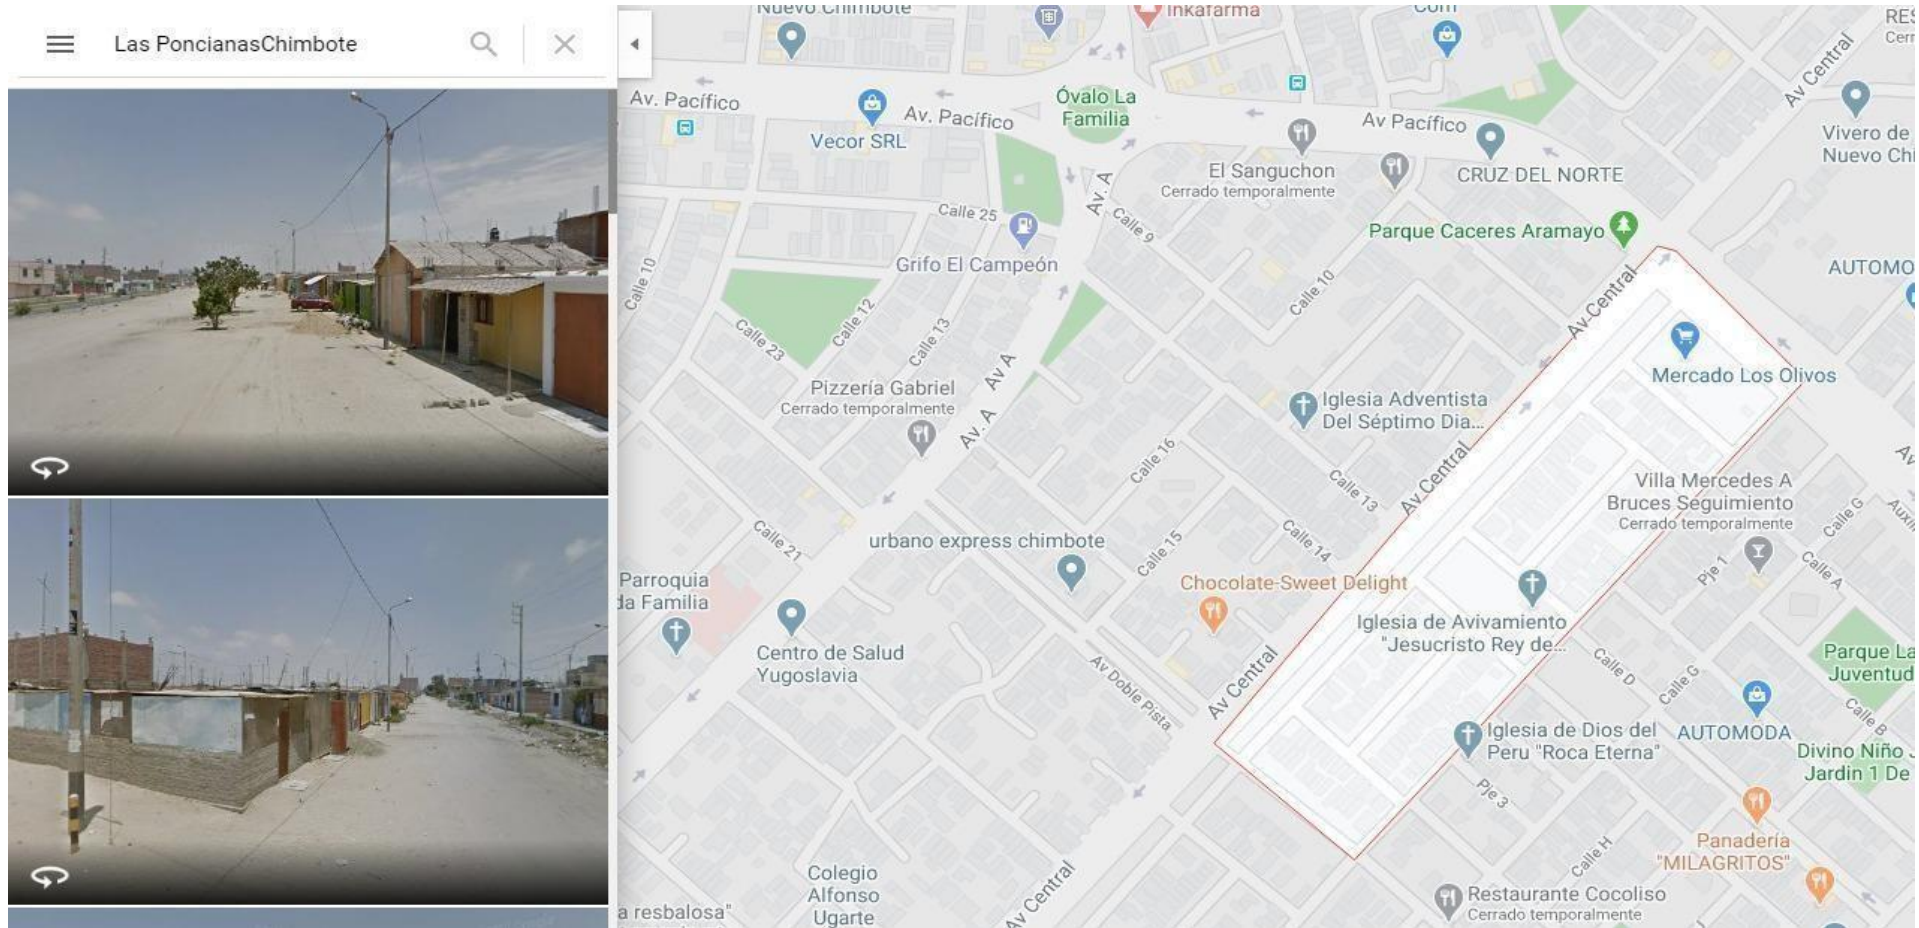 Las PoncianasChimbote
Nuevo Chimbote
Inkafarma
Av. Pacífico
Vecor SRL
Av. Pacífico
Óvalo La
Familia
Av Pacífico
Av Central
Vivero de
El Sanguchon
Cerrado temporalmente
CRUZ DEL NORTE
Av. A
Calle 25
Calle 9
Parque Caceres Aramayo
Grifo El Campeón
Calle 10
Calle 10
Av-Central
AUTOMO
Calle 23
Calle 12
Calle 13
Mercado Los Olivos
Pizzería Gabriel
Cerrado temporalmente
Av A
Av. A
Iglesia Adventista
Del Séptimo Dia...
Calle 16
Calle 13
Av Central
Villa Mercedes A
Bruces Seguimiento
Cerrado temporalmente
Calle G
Calle 21
urbano express chimbote
Calle 15
Calle 14
Pje 1
Calle A
Parroquia
da Familia
Chocolate-Sweet Delight
Iglesia de Avivamiento
"Jesucristo Rey de...
Centro de Salud
Yugoslavia
Av Doble Pista
Av Central
Calle D
Calle G
Parque La
Juventud
Calle B
Iglesia de Dios del
Peru "Roca Eterna"
AUTOMODA
Divino Niño J
Jardin 1 De
Pje 3
Panadería
"MILAGRITOS"
Calle H
Colegio
Alfonso
Ugarte
a resbalosa"
Av Central
Restaurante Cocoliso
Cerrado temporalmente